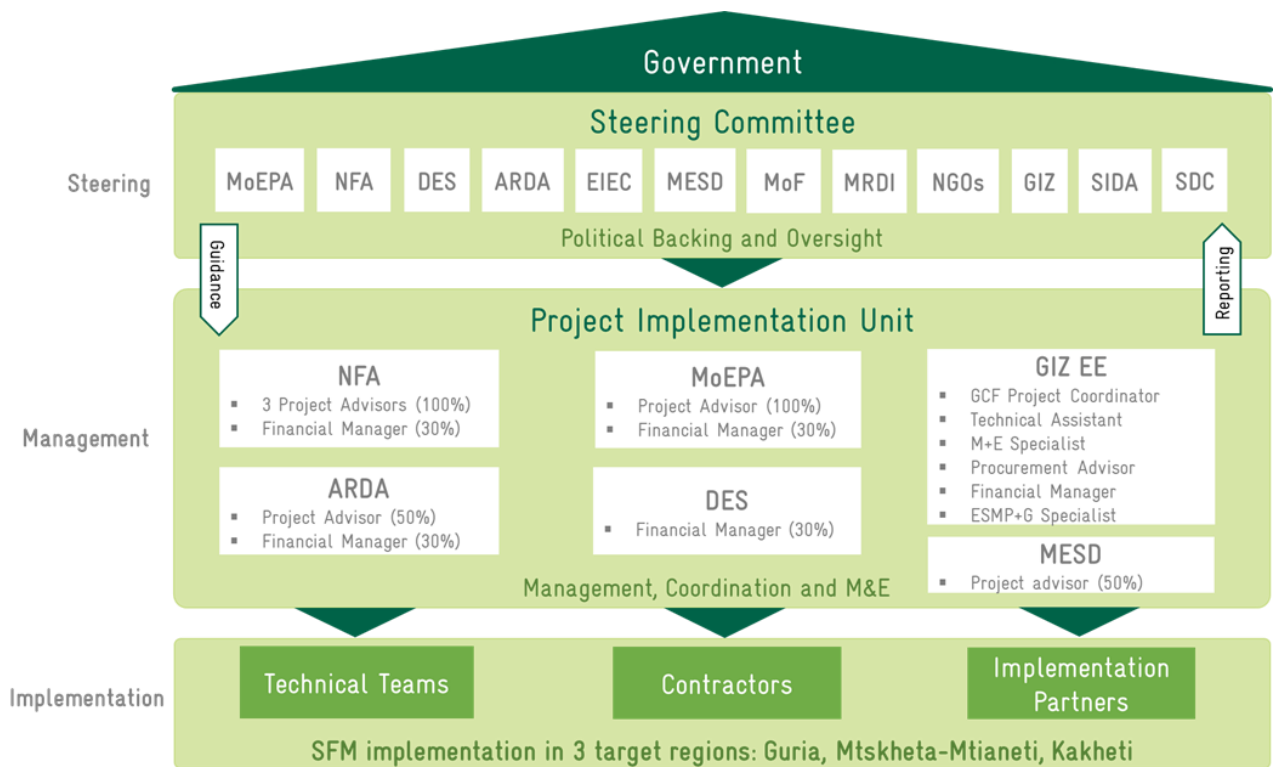 Government
Steering Committee
Steering
MoEPA
NFA
DES
ARDA
EIEC
MESD
MoF
MRDI
NGOs
GIZ
SIDA
SDC
Political Backing and Oversight
Guidance
Reporting
Project Implementation Unit
Management
NFA
▪ 3 Project Advisors (100%)
▪ Financial Manager (30%)
ARDA
▪ Project Advisor (50%)
▪ Financial Manager (30%)
MoEPA
▪ Project Advisor (100%)
▪ Financial Manager (30%)
DES
▪ Financial Manager (30%)
GIZ EE
▪ GCF Project Coordinator
▪ Technical Assistant
▪ M+E Specialist
▪ Procurement Advisor
▪ Financial Manager
▪ ESMP+G Specialist
MESD
▪ Project advisor (50%)
Management, Coordination and M&E
Implementation
Technical Teams
Contractors
Implementation
Partners
SFM implementation in 3 target regions: Guria, Mtskheta-Mtianeti, Kakheti